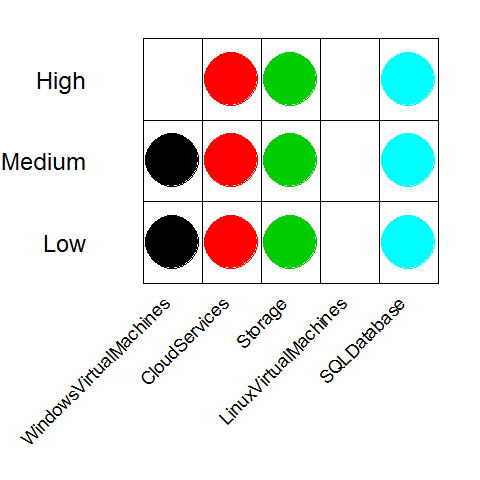 High
Medium
Low
WindowsVirtualMachines
CloudServices
Storage
LinuxVirtualMachines
SQLDatabase